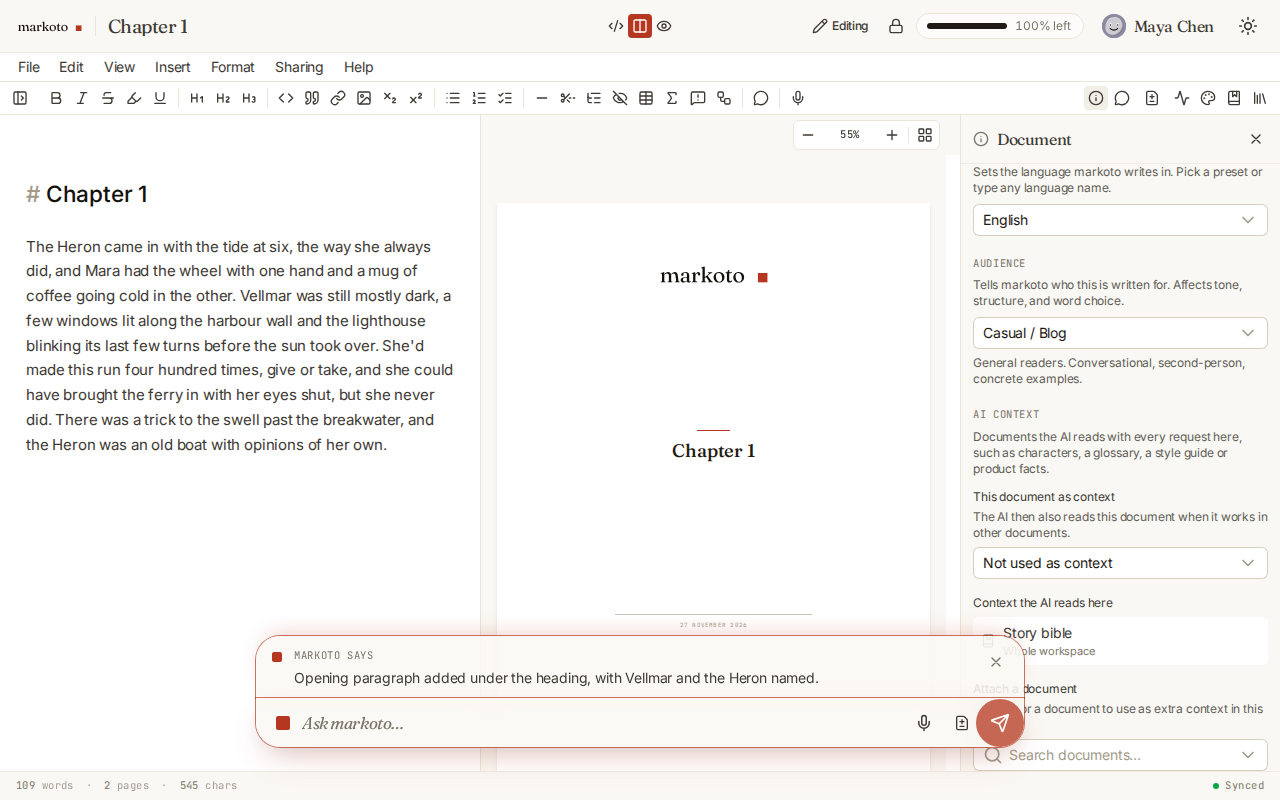 markoto
Chapter 1
Editing
100% left
Maya Chen
File Edit View Insert Format Sharing Help
H1 H2 H3
55%
Document
# Chapter 1
The Heron came in with the tide at six, the way she always
did, and Mara had the wheel with one hand and a mug of
coffee going cold in the other. Vellmar was still mostly dark, a
few windows lit along the harbour wall and the lighthouse
blinking its last few turns before the sun took over. She'd
made this run four hundred times, give or take, and she could
have brought the ferry in with her eyes shut, but she never
did. There was a trick to the swell past the breakwater, and
the Heron was an old boat with opinions of her own.
markoto
Chapter 1
27 NOVEMBER 2026
Sets the language markoto writes in. Pick a preset or
type any language name.
English
AUDIENCE
Tells markoto who this is written for. Affects tone,
structure, and word choice.
Casual / Blog
General readers. Conversational, second-person,
concrete examples.
AI CONTEXT
Documents the AI reads with every request here,
such as characters, a glossary, a style guide or
product facts.
This document as context
The AI then also reads this document when it works in
other documents.
Not used as context
Context the AI reads here
Story bible
Whole workspace
Attach a document
or a document to use as extra context in this
Search documents...
MARKOTO SAYS
Opening paragraph added under the heading, with Vellmar and the Heron named.
Ask markoto...
109 words · 2 pages · 545 chars
Synced